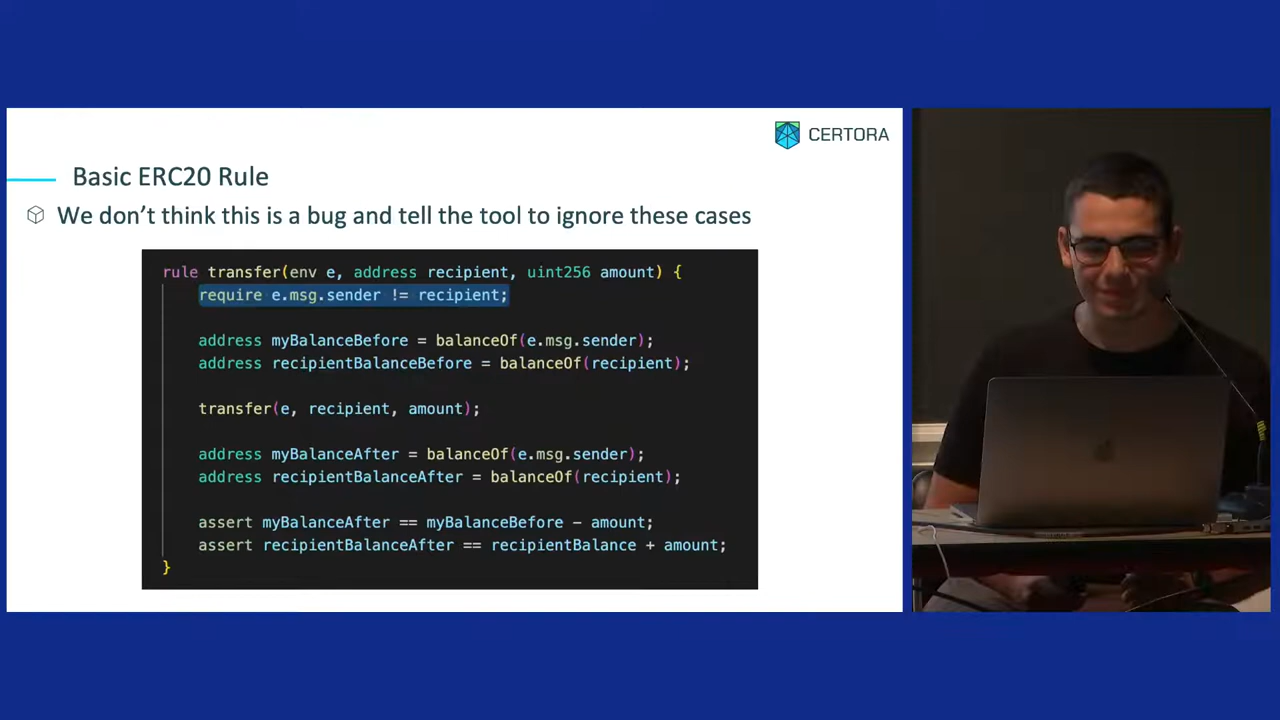 CERTORA
Basic ERC20 Rule
We don't think this is a bug and tell the tool to ignore these cases
rule transfer(env e, address recipient, uint256 amount) {
require e.msg.sender != recipient;
address myBalanceBefore = balanceOf(e.msg.sender);
address recipientBalanceBefore = balanceOf(recipient);
transfer(e, recipient, amount);
address myBalanceAfter = balanceOf(e.msg.sender);
address recipientBalanceAfter = balanceOf(recipient);
assert myBalanceAfter == myBalanceBefore - amount;
assert recipientBalanceAfter == recipientBalance + amount;
}